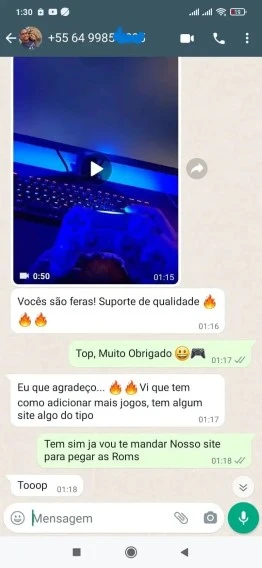 1:30
58
+55 64 9985
0:50
01:15
Vocês são feras! Suporte de qualidade 🔥
🔥🔥
01:16
Top, Muito Obrigado 😀🎮
01:17
Eu que agradeço... 🔥🔥Vi que tem
como adicionar mais jogos, tem algum
site algo do tipo
01:17
Tem sim ja vou te mandar Nosso site
para pegar as Roms
01:18
Tooop
01:18
Mensagem